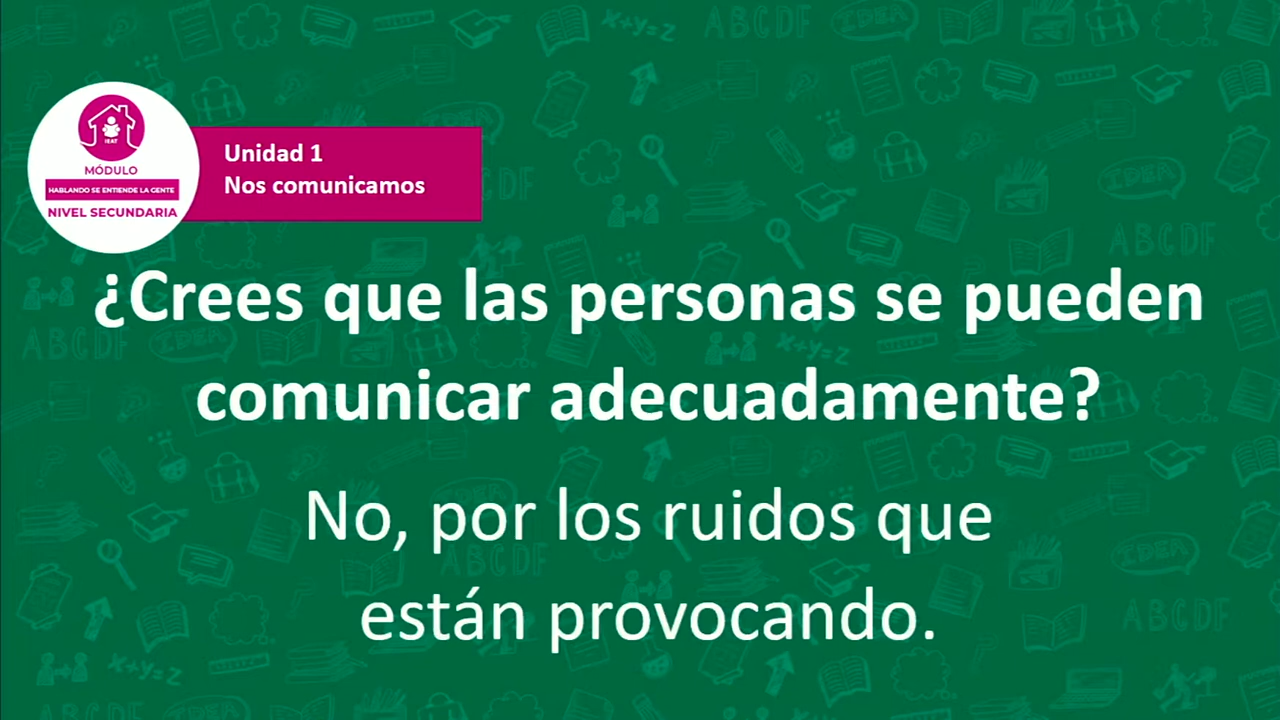 IEAT
MÓDULO
HABLANDO SE ENTIENDE LA GENTE
NIVEL SECUNDARIA
Unidad 1
Nos comunicamos
¿Crees que las personas se pueden
comunicar adecuadamente?
No, por los ruidos que
están provocando.